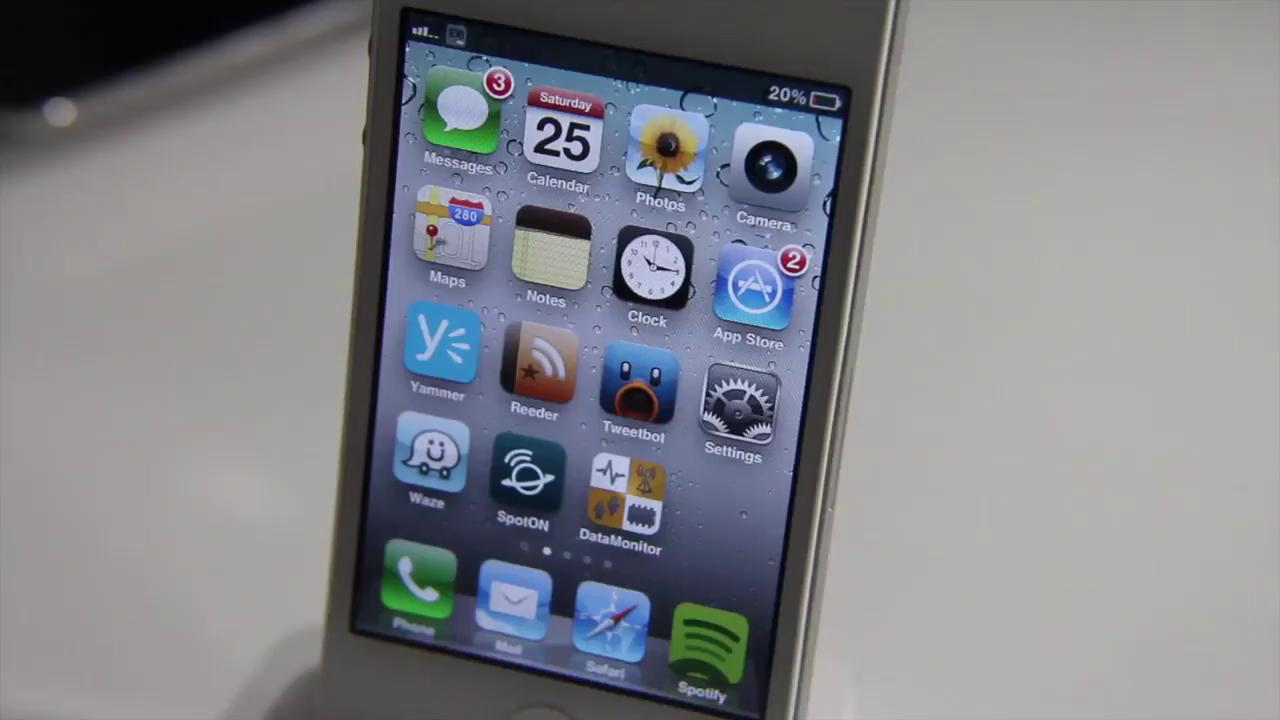 20%
3
Saturday
25
Messages
Calendar
Photos
Camera
280
2
Maps
Notes
Clock
App Store
Yammer
Reeder
Tweetbot
Settings
Waze
SpotON
DataMonitor
Phone
Mail
Safari
Spotify